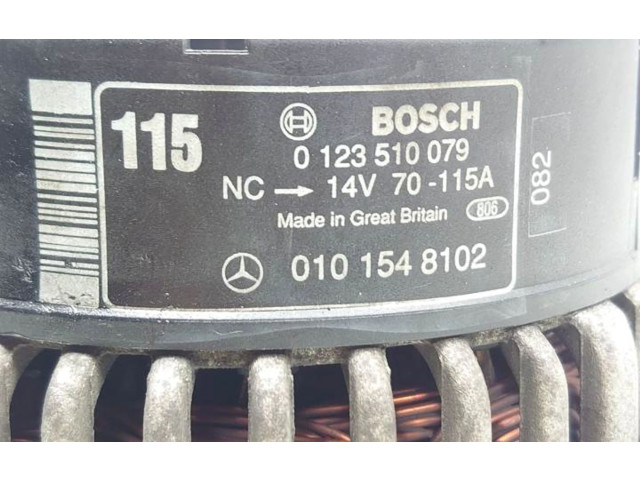 115
BOSCH
0 123 510 079
NC → 14V 70 - 115A
Made in Great Britain 806
010 154 8102
082